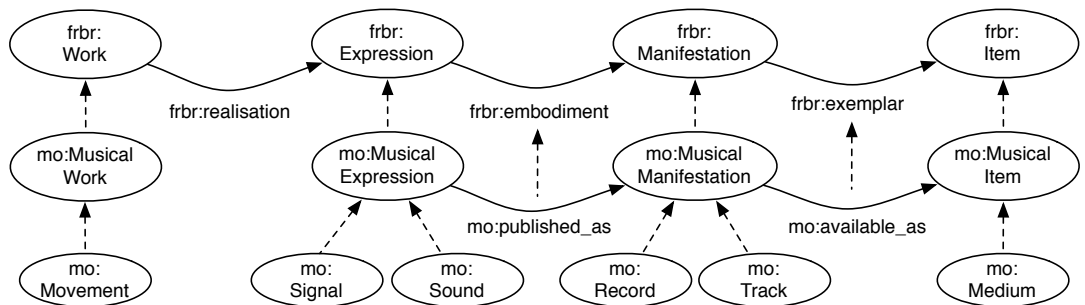 frbr:
Work
frbr:
Expression
frbr:
Manifestation
frbr:
Item
frbr:realisation
frbr:embodiment
frbr:exemplar
mo:Musical
Work
mo:Musical
Expression
mo:Musical
Manifestation
mo:Musical
Item
mo:published_as
mo:available_as
mo:
Movement
mo:
Signal
mo:
Sound
mo:
Record
mo:
Track
mo:
Medium